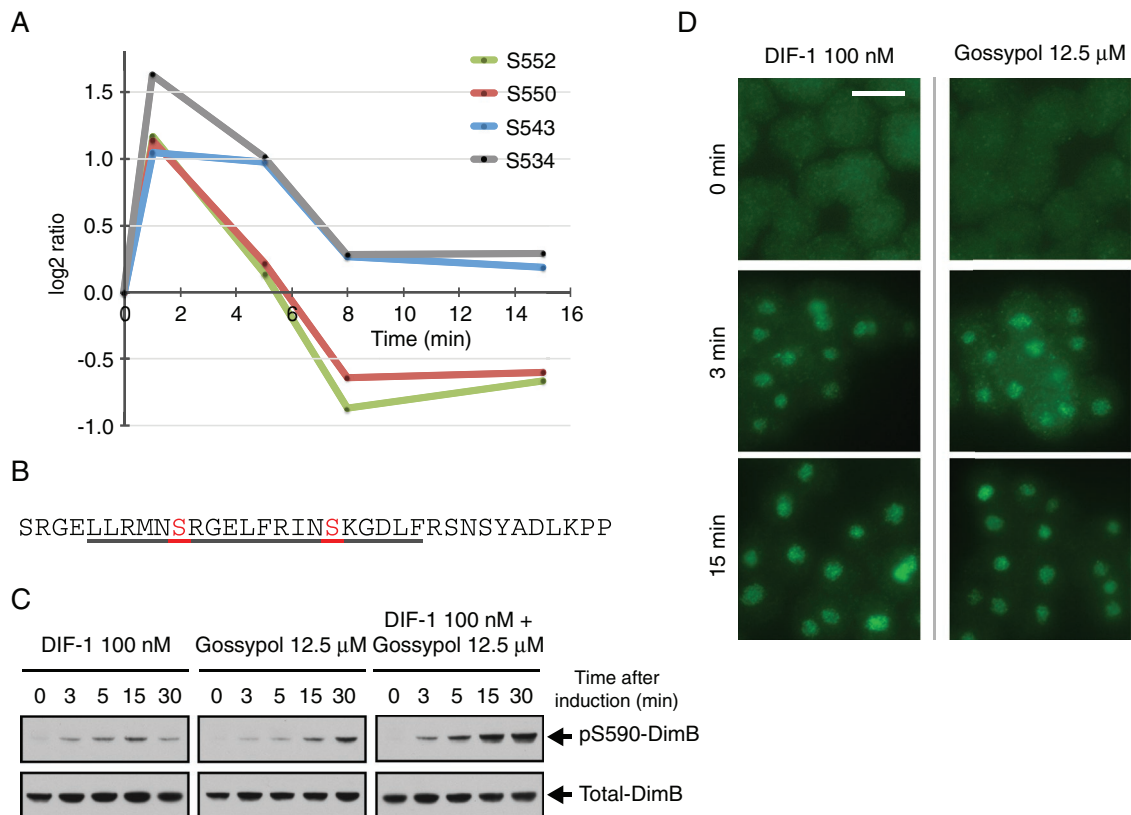 A
S552
S550
S543
S534
1.5
1.0
0.5
0.0
-0.5
-1.0
log2 ratio
0 2 4 6 8 10 12 14 16
Time (min)
B
SRGELLRMNSRGELFRINSKGDLFRSNSYADLKPP
C
DIF-1 100 nM
Gossypol 12.5 μM
DIF-1 100 nM +
Gossypol 12.5 μM
0 3 5 15 30
0 3 5 15 30
0 3 5 15 30
Time after
induction (min)
pS590-DimB
Total-DimB
D
DIF-1 100 nM
Gossypol 12.5 μM
0 min
3 min
15 min